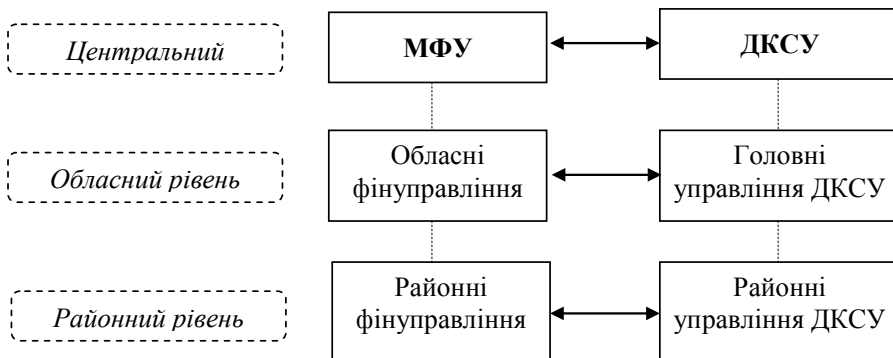 Центральний
МФУ
ДКСУ
Обласний рівень
Обласні
фінуправління
Головні
управління ДКСУ
Районний рівень
Районні
фінуправління
Районні
управління ДКСУ